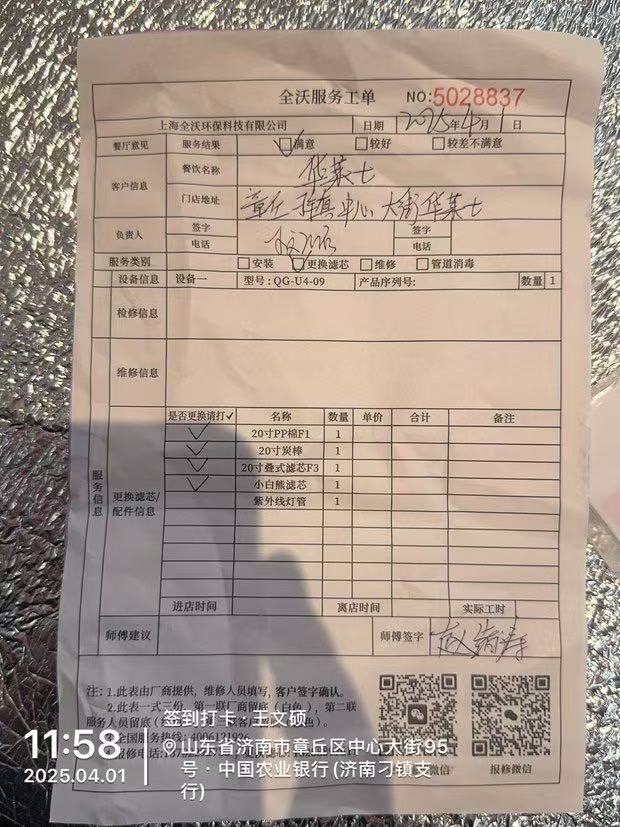 全沃服务工单 NO:5028837
上海全沃环保科技有限公司 日期 2025年4月1日
餐厅意见 服务结果 满意 较好 较差不满意
客户信息 餐饮名称 华莱士
门店地址 章丘 中心大街华莱士
负责人 签字 签字
电话 电话
服务类别 安装 更换滤芯 维修 管道消毒
设备信息 设备一 型号:QG-U4-09 产品序列号: 数量 1
检修信息
维修信息
服务信息
更换滤芯/配件信息
是否更换请打✓ 名称 数量 单价 合计 备注
✓ 20寸PP棉F1 1
✓ 20寸炭棒 1
✓ 20寸叠式滤芯F3 1
✓ 小白熊滤芯 1
紫外线灯管 1
进店时间 离店时间 实际工时
师傅建议 师傅签字
注:1.此表由厂商提供,维修人员填写,客户签字确认。
2.此表一式三份,第一联厂商留底(白色),第二联
服务人员留底
全国服务热线:4006121926
报修电话:
报修微信
11:58
2025.04.01
签到打卡:王文硕
山东省济南市章丘区中心大街95
号·中国农业银行(济南刁镇支
行)